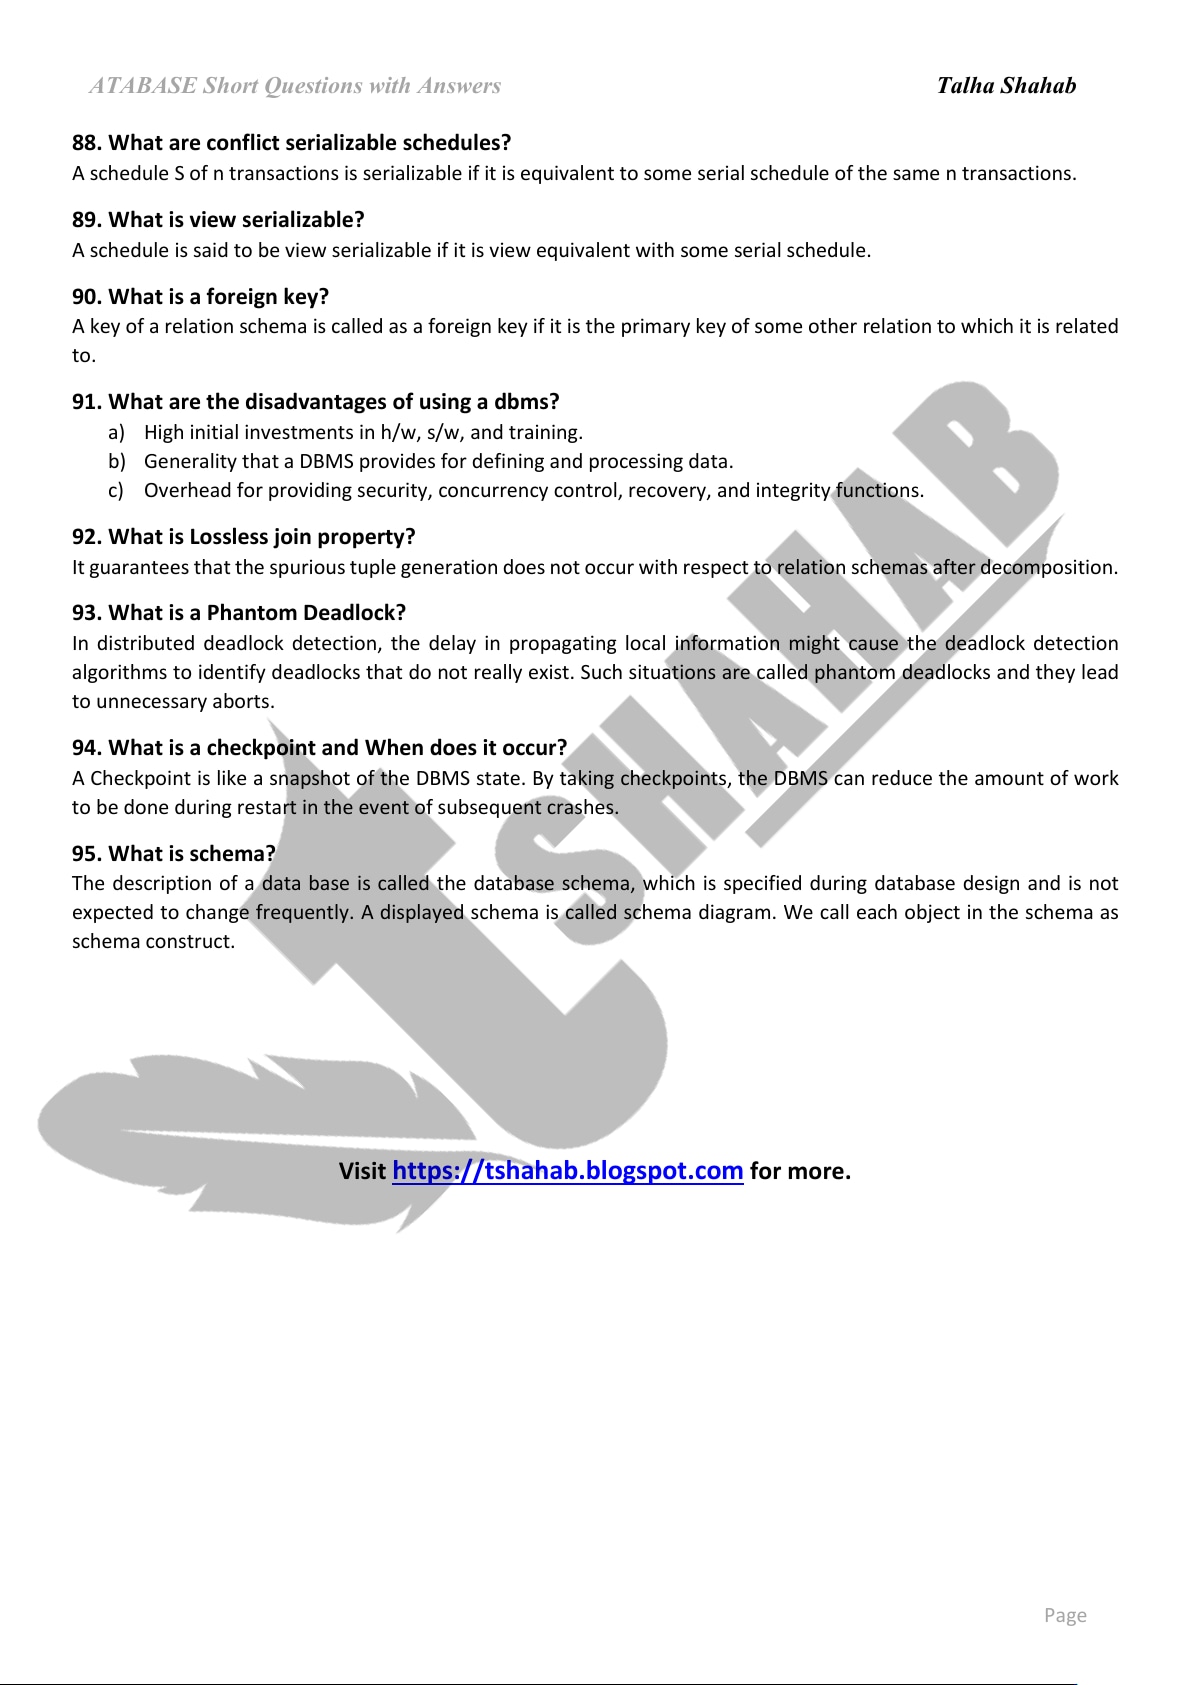 ATABASE Short Questions with Answers Talha Shahab
88. What are conflict serializable schedules?
A schedule S of n transactions is serializable if it is equivalent to some serial schedule of the same n transactions.
89. What is view serializable?
A schedule is said to be view serializable if it is view equivalent with some serial schedule.
90. What is a foreign key?
A key of a relation schema is called as a foreign key if it is the primary key of some other relation to which it is related
to.
91. What are the disadvantages of using a dbms?
a) High initial investments in h/w, s/w, and training.
b) Generality that a DBMS provides for defining and processing data.
c) Overhead for providing security, concurrency control, recovery, and integrity functions.
92. What is Lossless join property?
It guarantees that the spurious tuple generation does not occur with respect to relation schemas after decomposition.
93. What is a Phantom Deadlock?
In distributed deadlock detection, the delay in propagating local information might cause the deadlock detection
algorithms to identify deadlocks that do not really exist. Such situations are called phantom deadlocks and they lead
to unnecessary aborts.
94. What is a checkpoint and When does it occur?
A Checkpoint is like a snapshot of the DBMS state. By taking checkpoints, the DBMS can reduce the amount of work
to be done during restart in the event of subsequent crashes.
95. What is schema?
The description of a data base is called the database schema, which is specified during database design and is not
expected to change frequently. A displayed schema is called schema diagram. We call each object in the schema as
schema construct.
tSHAHAB
Visit https://tshahab.blogspot.com for more.
Page